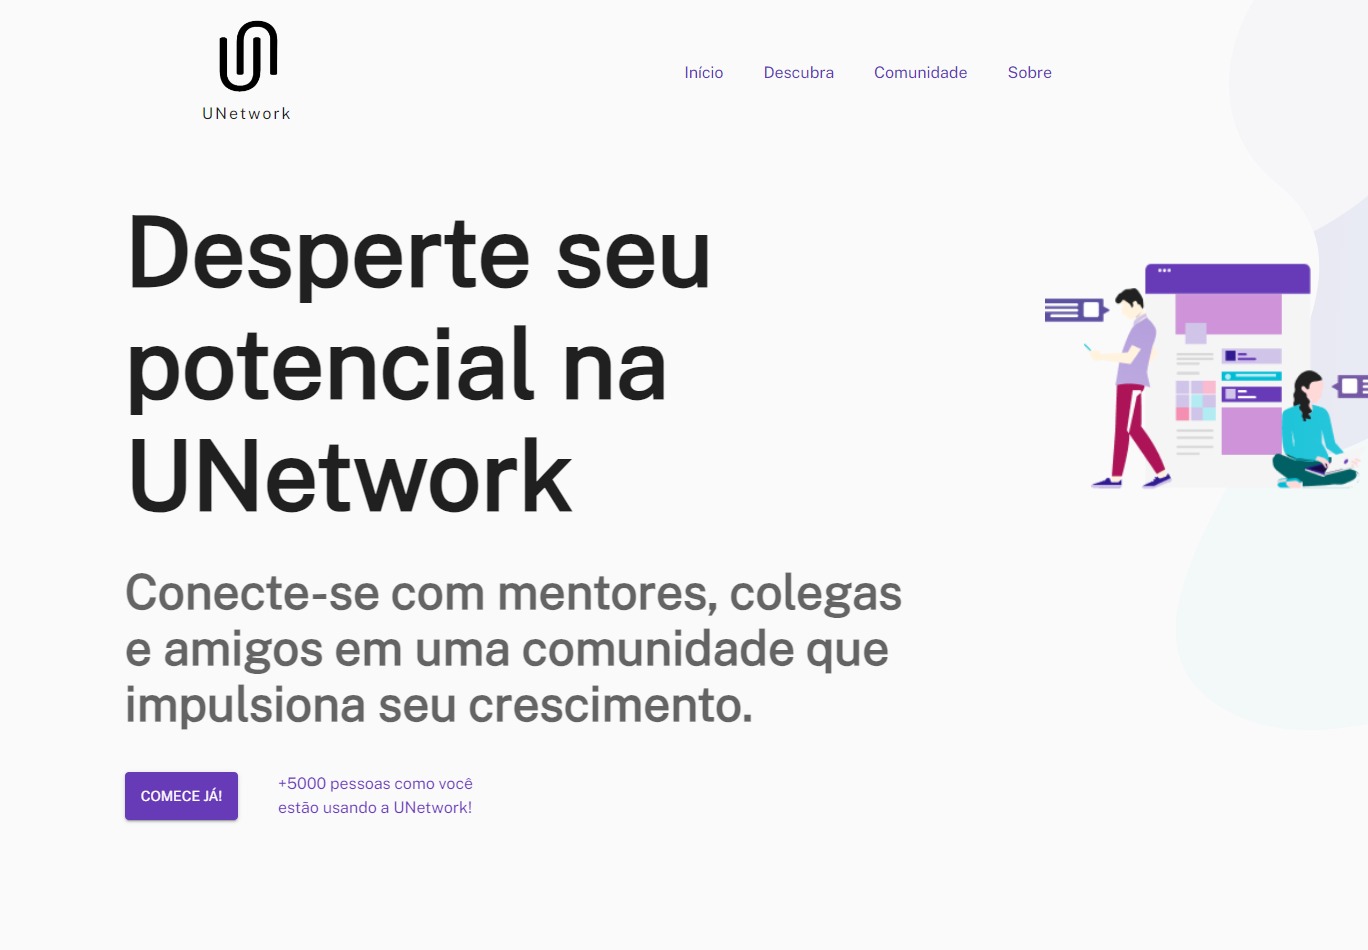 UNetwork
Início Descubra Comunidade Sobre
Desperte seu
potencial na
UNetwork
Conecte-se com mentores, colegas
e amigos em uma comunidade que
impulsiona seu crescimento.
COMECE JÁ!
+5000 pessoas como você
estão usando a UNetwork!